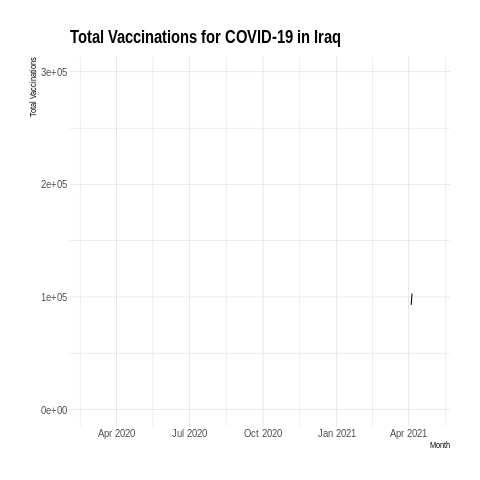 Total Vaccinations for COVID-19 in Iraq
Total Vaccinations
3e+05
2e+05
1e+05
0e+00
Apr 2020 Jul 2020 Oct 2020 Jan 2021 Apr 2021
Month